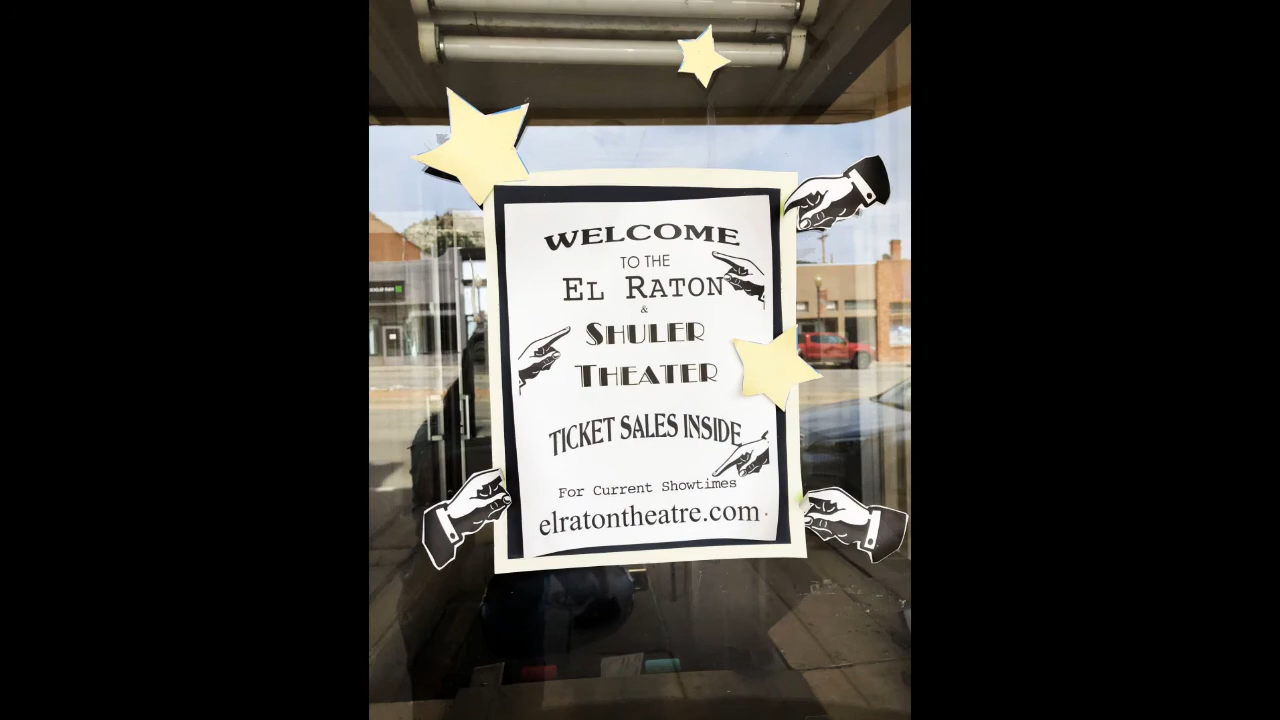 WELCOME
TO THE
EL RATON
&
SHULER
THEATER
TICKET SALES INSIDE
For Current Showtimes
elratontheatre.com